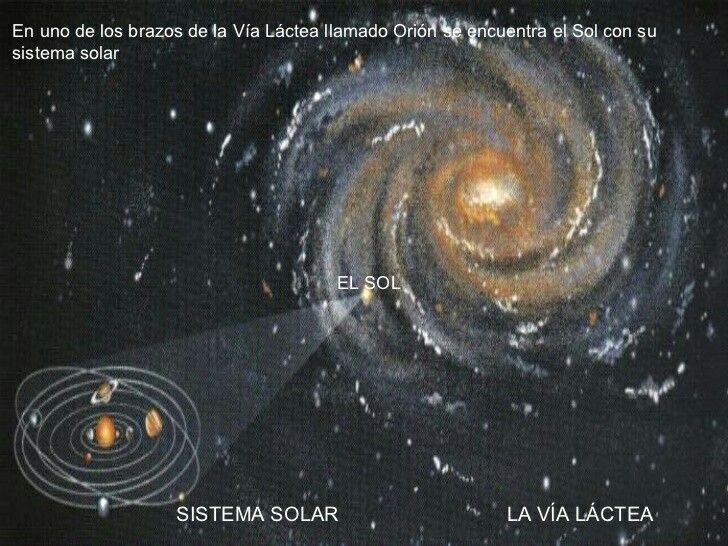 En uno de los brazos de la Vía Láctea llamado Orión se encuentra el Sol con su
sistema solar
EL SOL
SISTEMA SOLAR
LA VÍA LÁCTEA